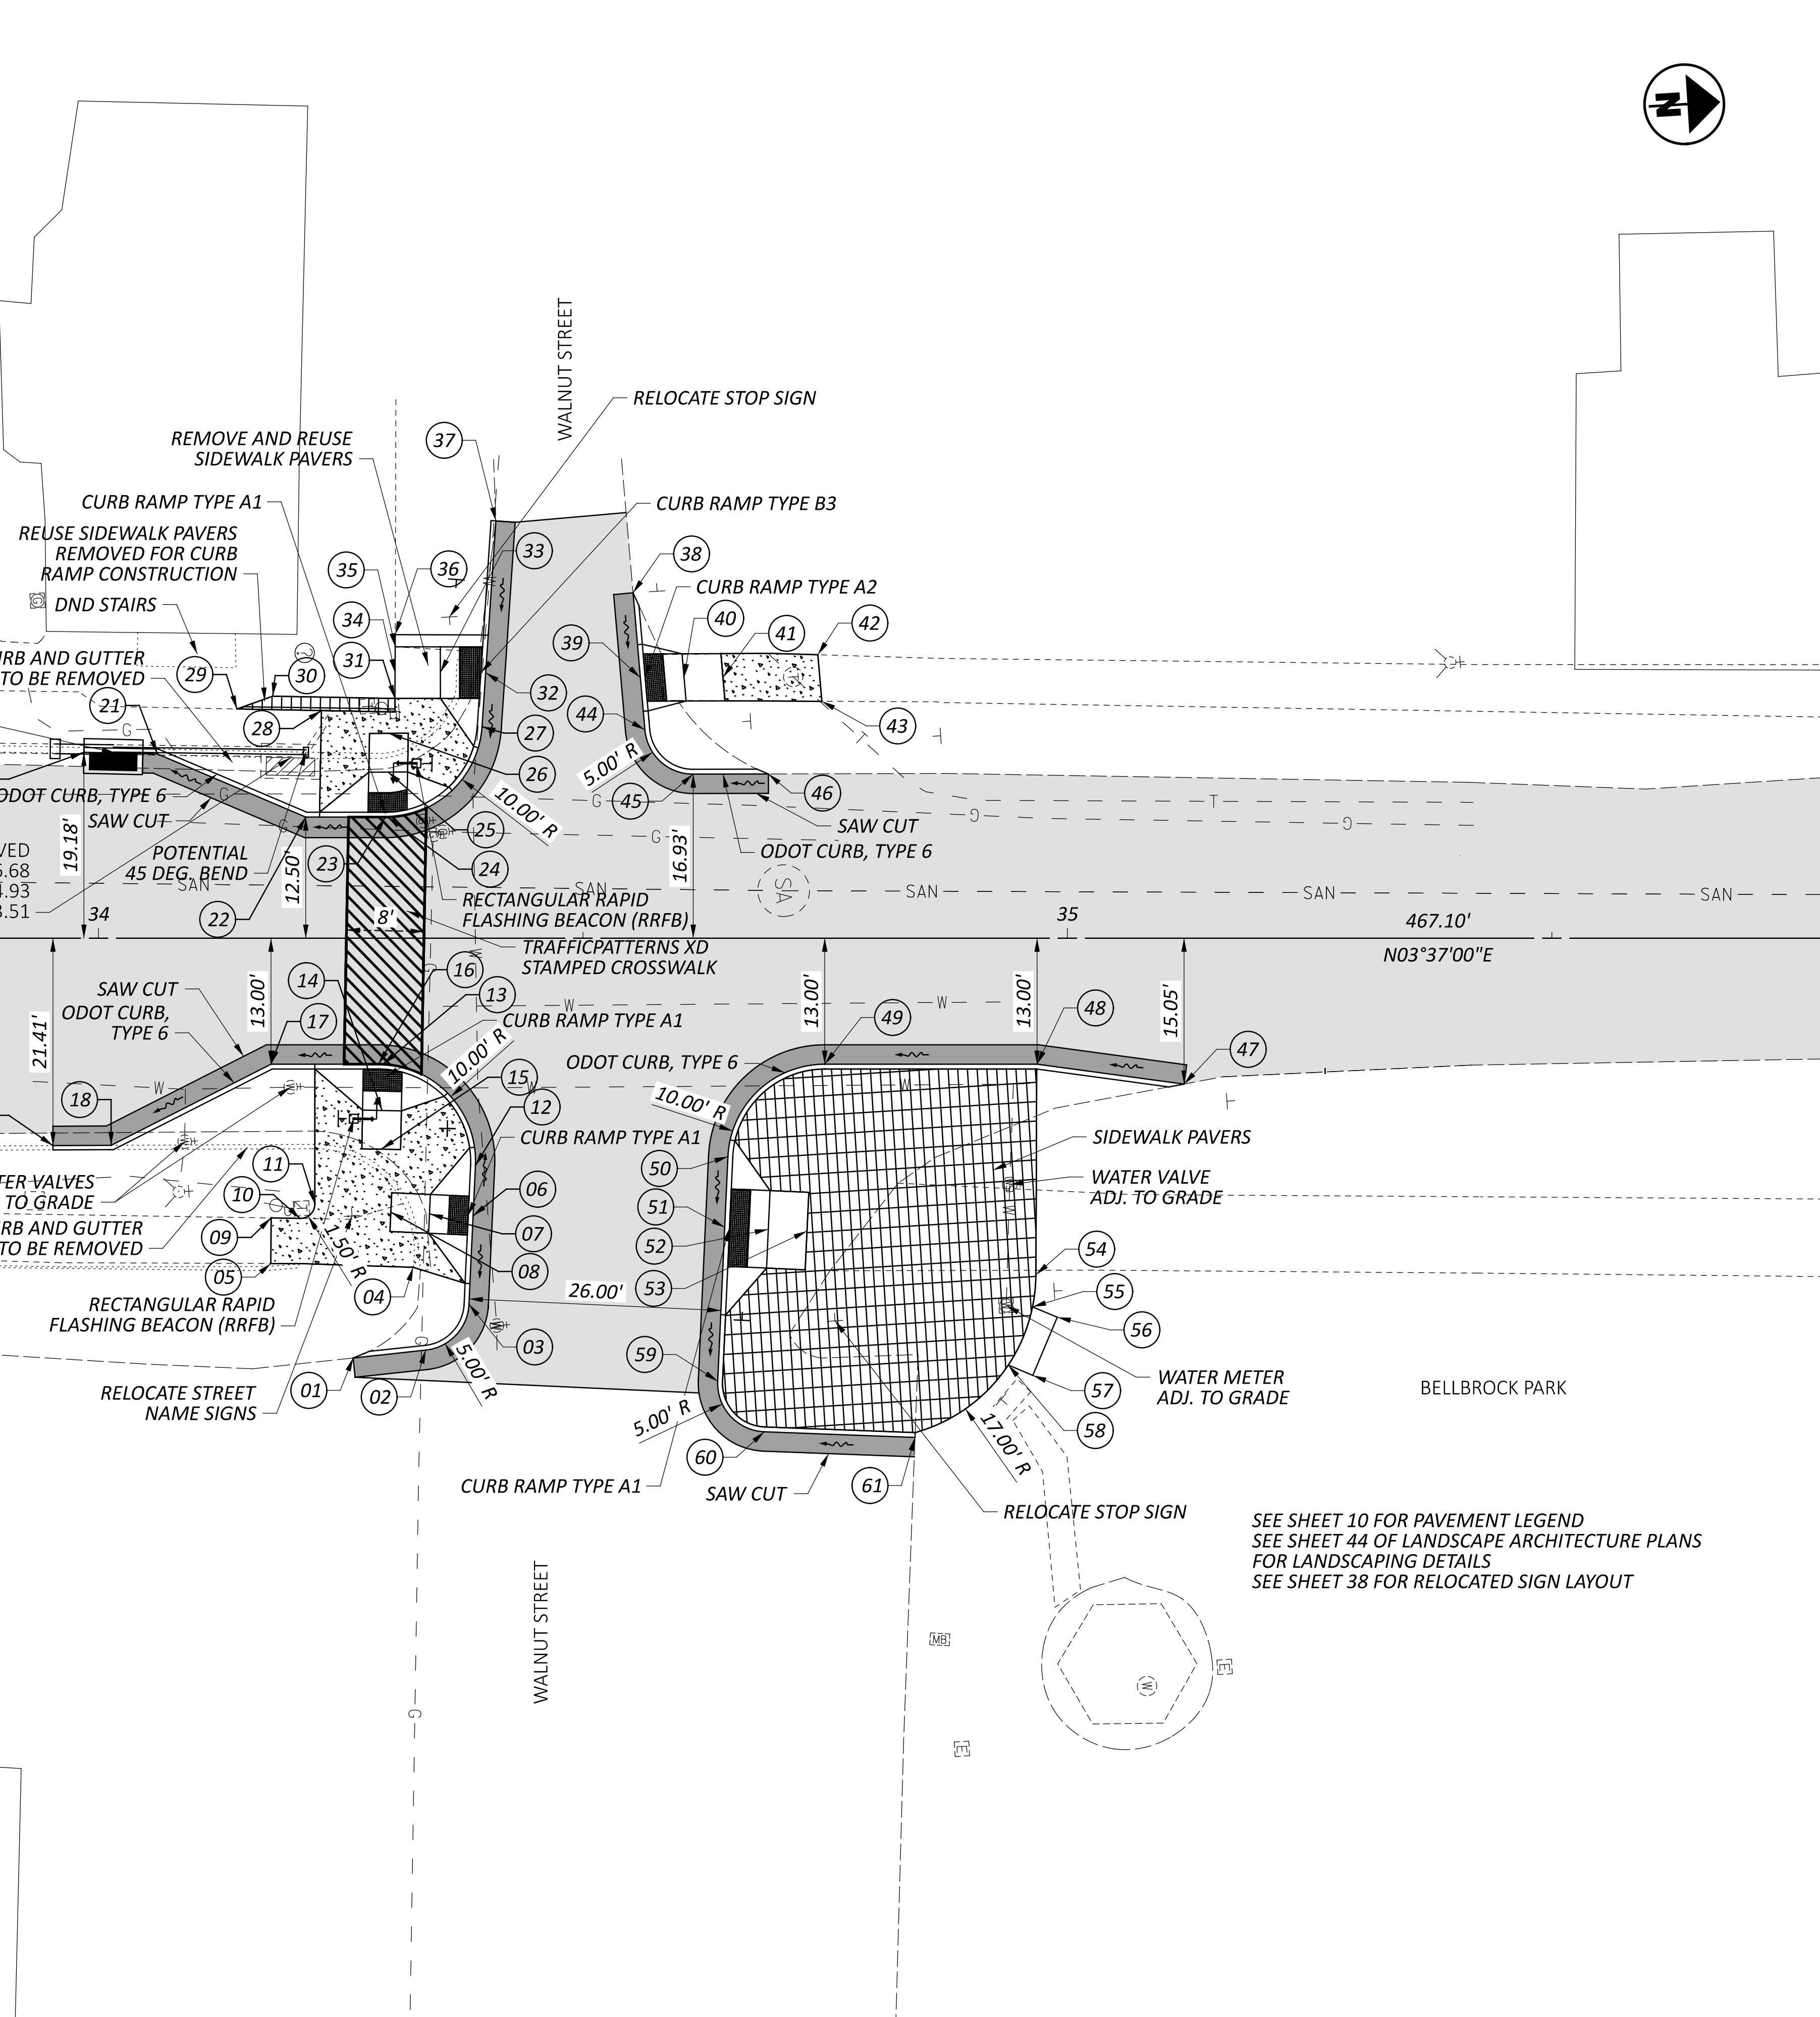 N
WALNUT STREET
RELOCATE STOP SIGN
REMOVE AND REUSE
SIDEWALK PAVERS
37
CURB RAMP TYPE A1
CURB RAMP TYPE B3
REUSE SIDEWALK PAVERS
REMOVED FOR CURB
RAMP CONSTRUCTION
33
38
35
36
CURB RAMP TYPE A2
DND STAIRS
34
40
41
42
39
31
RB AND GUTTER
TO BE REMOVED
29
30
32
21
28
44
43
27
26
5.00' R
ODOT CURB, TYPE 6
45
46
10.00' R
SAW CUT
25
SAW CUT
19.18'
POTENTIAL
45 DEG. BEND
12.50'
23
24
16.93'
ODOT CURB, TYPE 6
VED
5.68
4.93
3.51
SAN
SAN
SAN
SAN
SAN
22
34
8'
RECTANGULAR RAPID
FLASHING BEACON (RRFB)
35
467.10'
N03°37'00"E
TRAFFICPATTERNS XD
STAMPED CROSSWALK
14
16
13
SAW CUT
ODOT CURB,
TYPE 6
21.41'
13.00'
17
CURB RAMP TYPE A1
13.00'
49
13.00'
48
15.05'
47
10.00' R
ODOT CURB, TYPE 6
15
18
12
10.00' R
CURB RAMP TYPE A1
SIDEWALK PAVERS
11
50
TER VALVES
TO GRADE
10
06
WATER VALVE
ADJ. TO GRADE
51
RB AND GUTTER
TO BE REMOVED
09
07
52
1.50' R
54
05
04
08
53
26.00'
55
RECTANGULAR RAPID
FLASHING BEACON (RRFB)
56
03
59
01
02
5.00' R
57
WATER METER
ADJ. TO GRADE
BELLBROCK PARK
RELOCATE STREET
NAME SIGNS
5.00' R
58
17.00' R
60
CURB RAMP TYPE A1
SAW CUT
61
RELOCATE STOP SIGN
SEE SHEET 10 FOR PAVEMENT LEGEND
SEE SHEET 44 OF LANDSCAPE ARCHITECTURE PLANS
FOR LANDSCAPING DETAILS
SEE SHEET 38 FOR RELOCATED SIGN LAYOUT
WALNUT STREET
MB
E
W
E
G